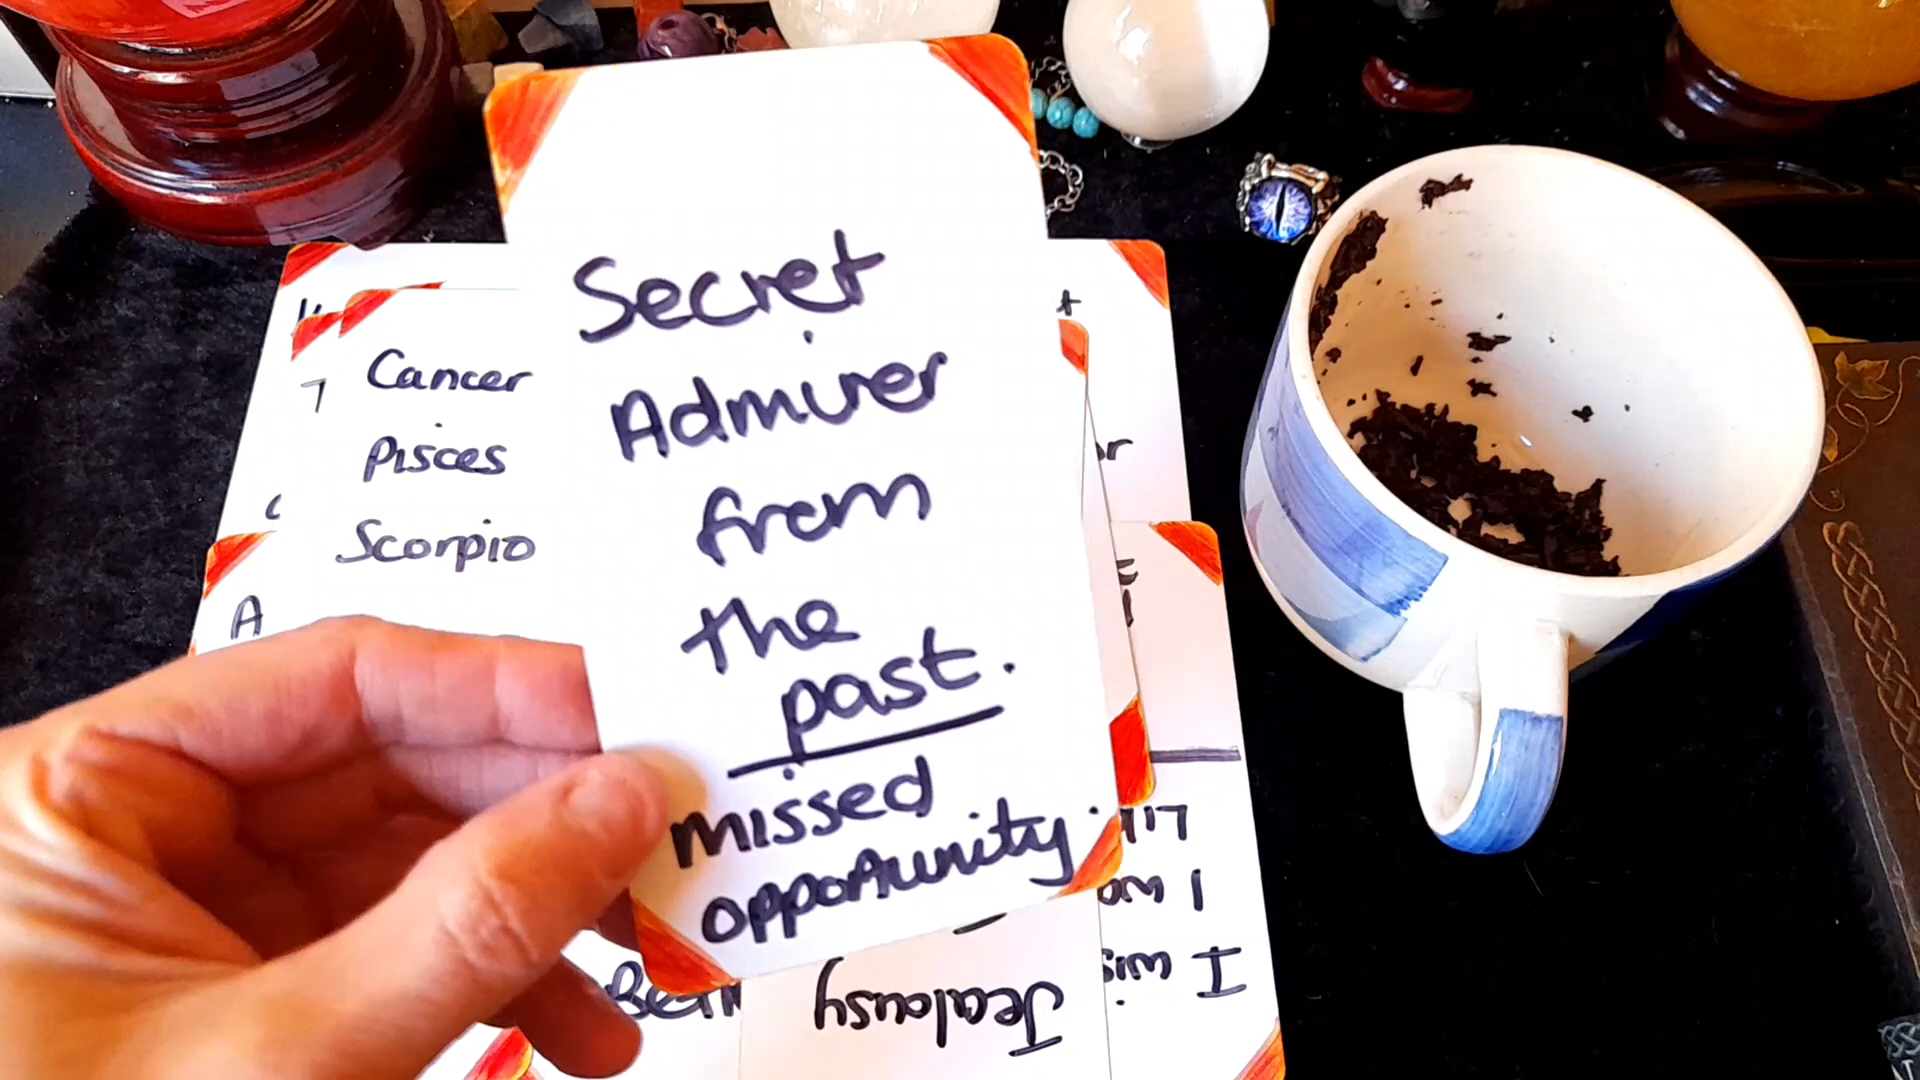 Secret
Admirer
from
the
past.
missed
opportunity.
Cancer
Pisces
Scorpio
Jealousy